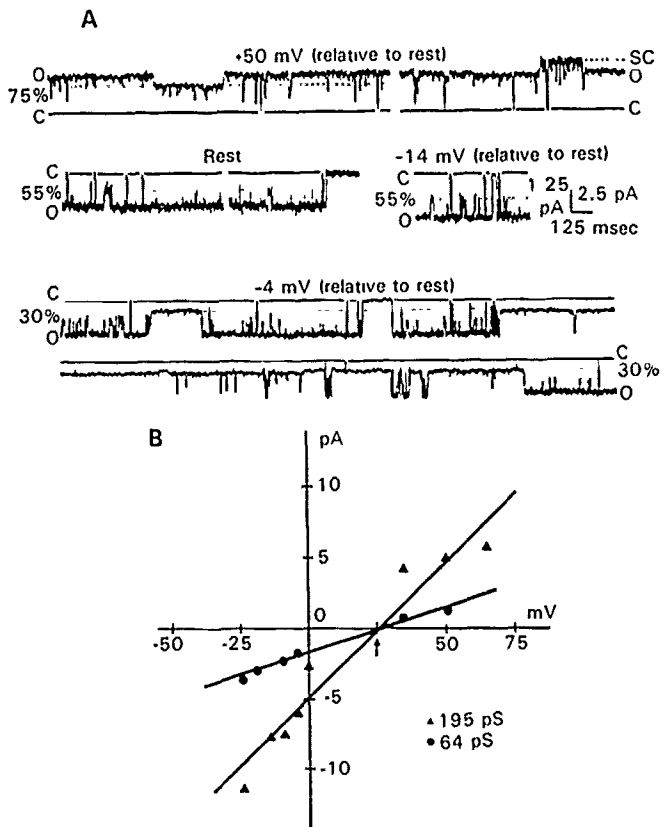 A
+50 mV (relative to rest)
O
75%
C
SC
O
C
Rest
C
55%
O
-14 mV (relative to rest)
C
55%
O
25 pA
2.5 pA
125 msec
-4 mV (relative to rest)
C
30%
O
C
30%
O
B
pA
10
5
0
mV
-50
-25
50
75
-5
-10
▲ 195 pS
● 64 pS